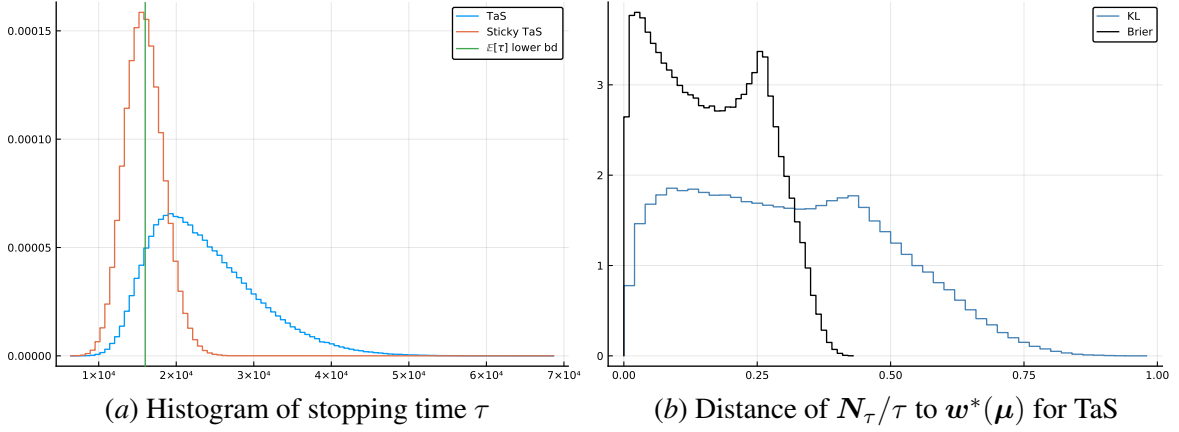 0.00015
0.00010
0.00005
0.00000
TaS
Sticky TaS
𝔼[τ] lower bd
1×10⁴ 2×10⁴ 3×10⁴ 4×10⁴ 5×10⁴ 6×10⁴ 7×10⁴
(a) Histogram of stopping time τ
3
2
1
0
KL
Brier
0.00 0.25 0.50 0.75 1.00
(b) Distance of N_τ/τ to w*(μ) for TaS